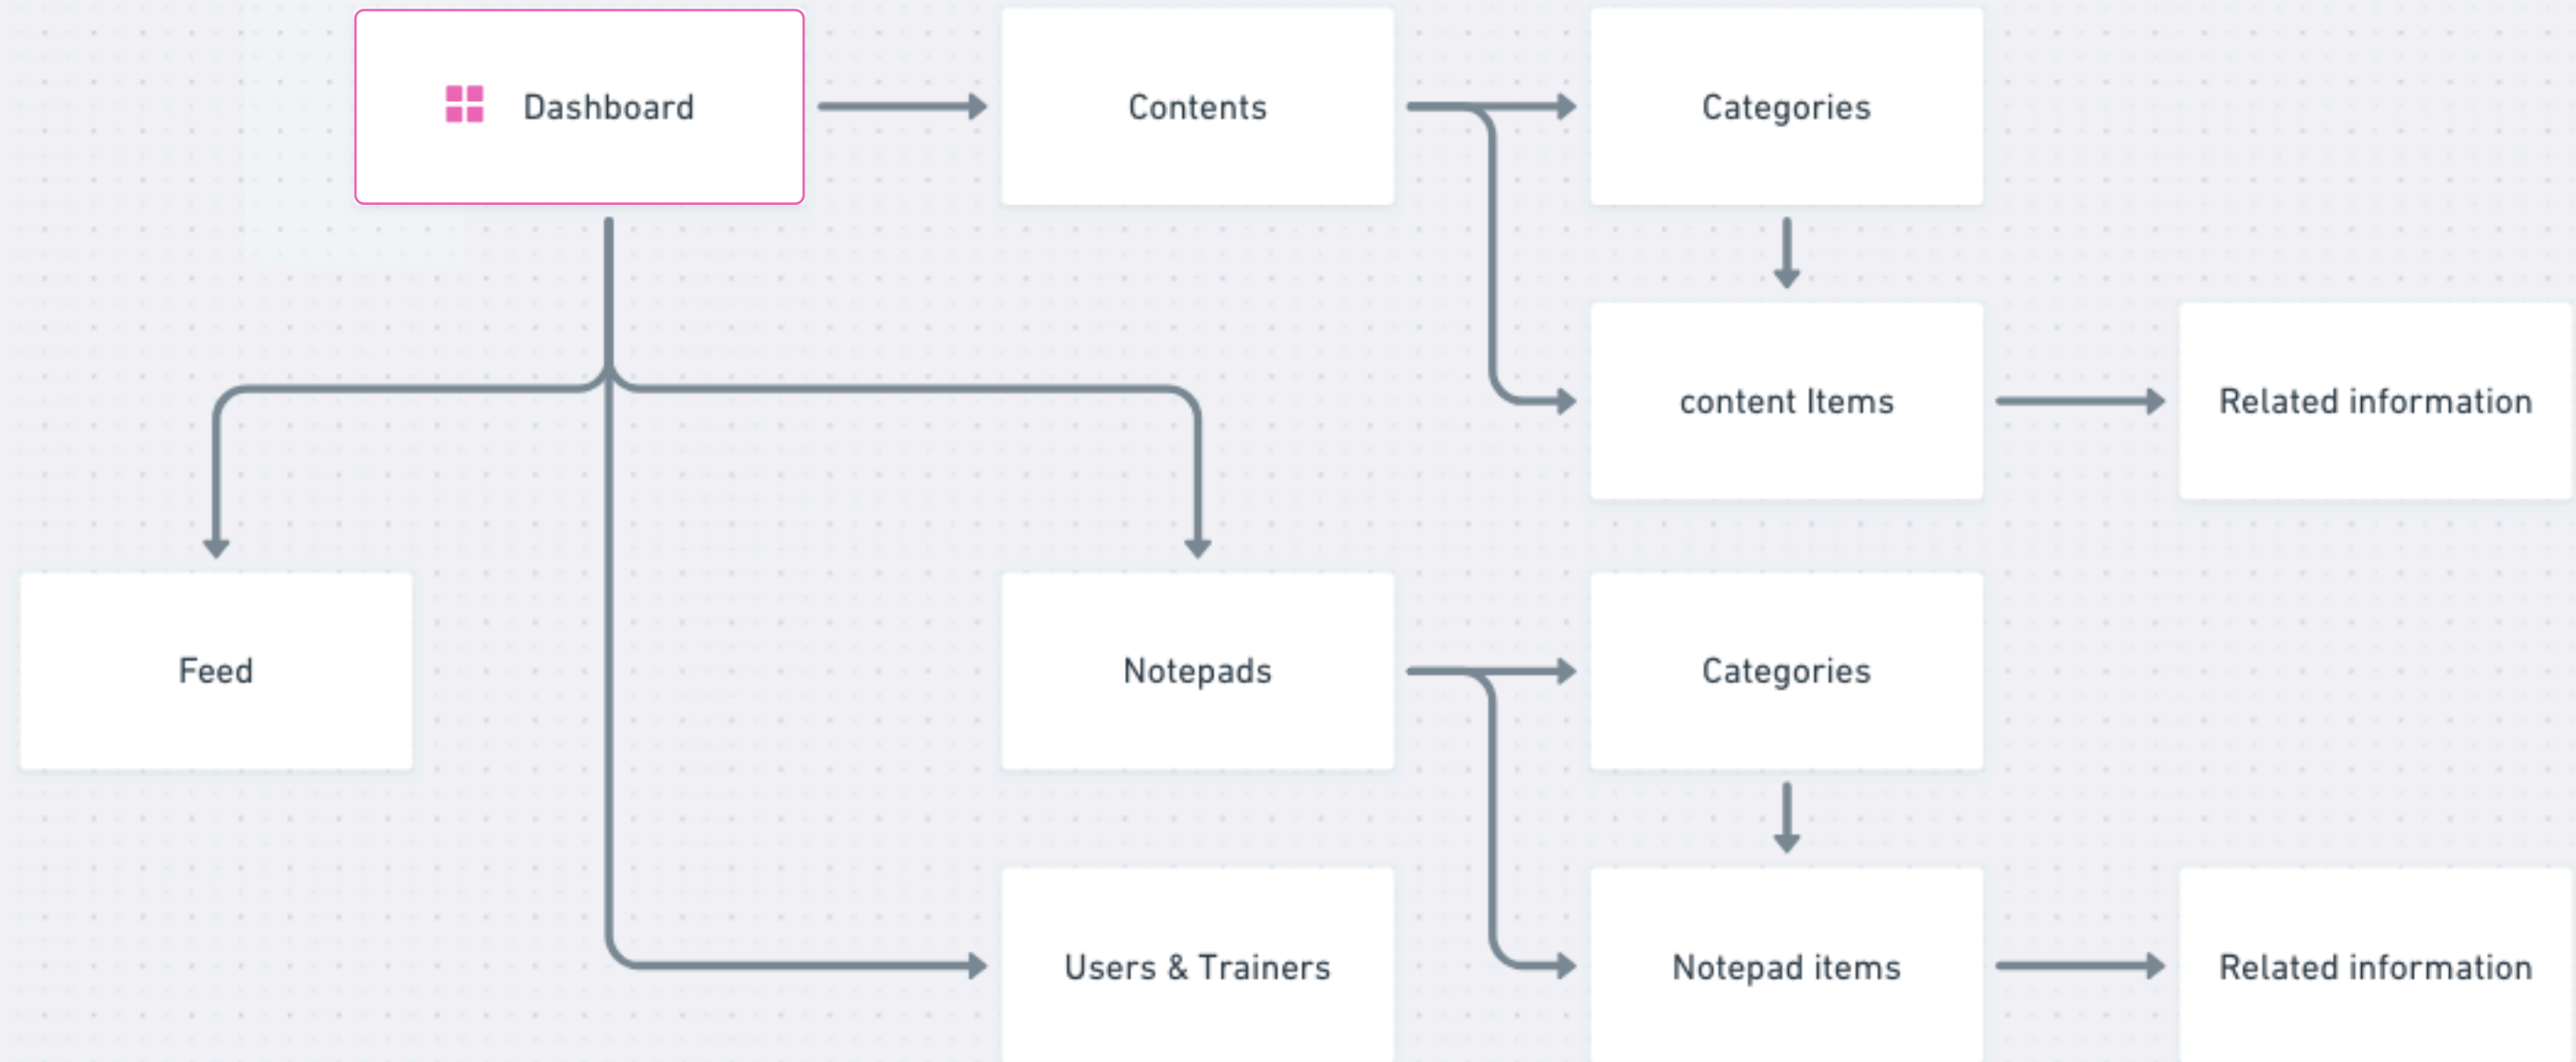 Dashboard
Contents
Categories
content Items
Related information
Feed
Notepads
Categories
Users & Trainers
Notepad items
Related information